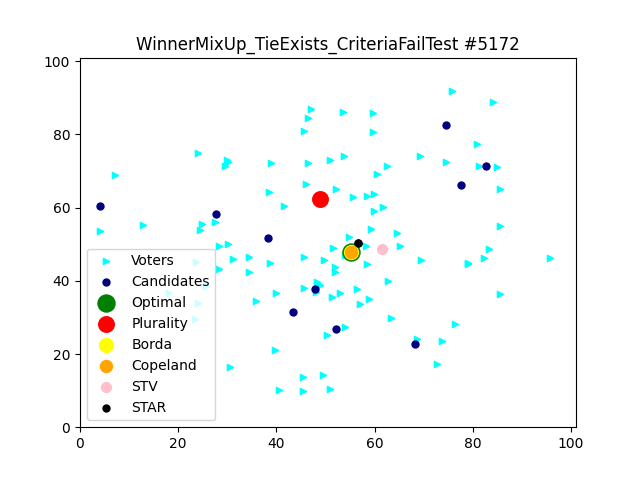 WinnerMixUp_TieExists_CriteriaFailTest #5172
100
80
60
40
20
0
0
20
40
60
80
100
Voters
Candidates
Optimal
Plurality
Borda
Copeland
STV
STAR